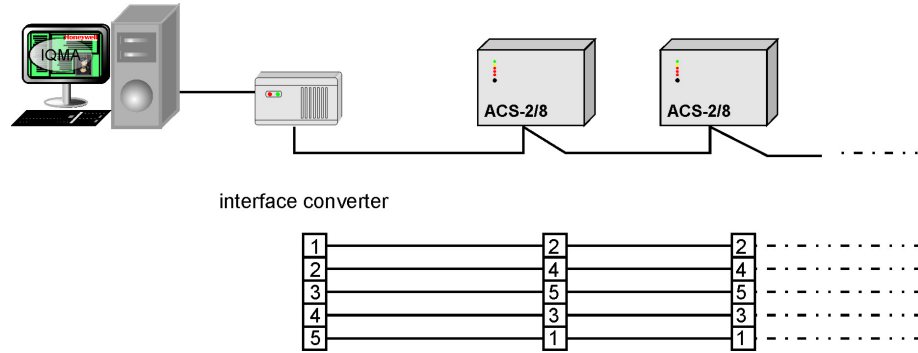 Honeywell
IQMA
ACS-2/8
ACS-2/8
interface converter
1 2 2
2 4 4
3 5 5
4 3 3
5 1 1